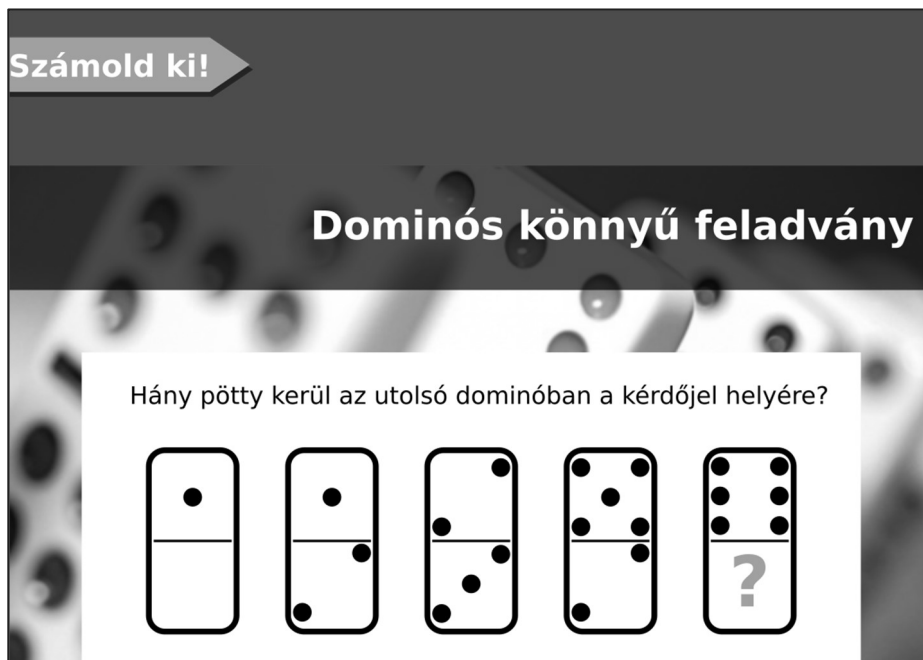 Számold ki!
Dominós könnyű feladvány
Hány pötty kerül az utolsó dominóban a kérdőjel helyére?
?